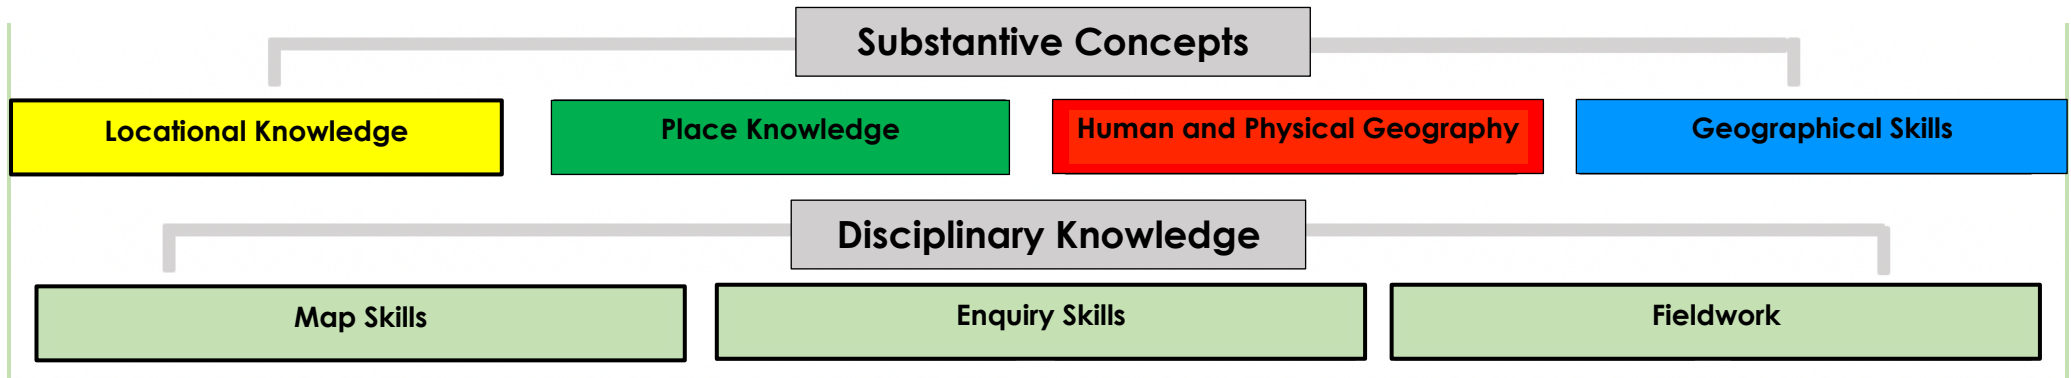 Substantive Concepts
Locational Knowledge
Place Knowledge
Human and Physical Geography
Geographical Skills
Disciplinary Knowledge
Map Skills
Enquiry Skills
Fieldwork